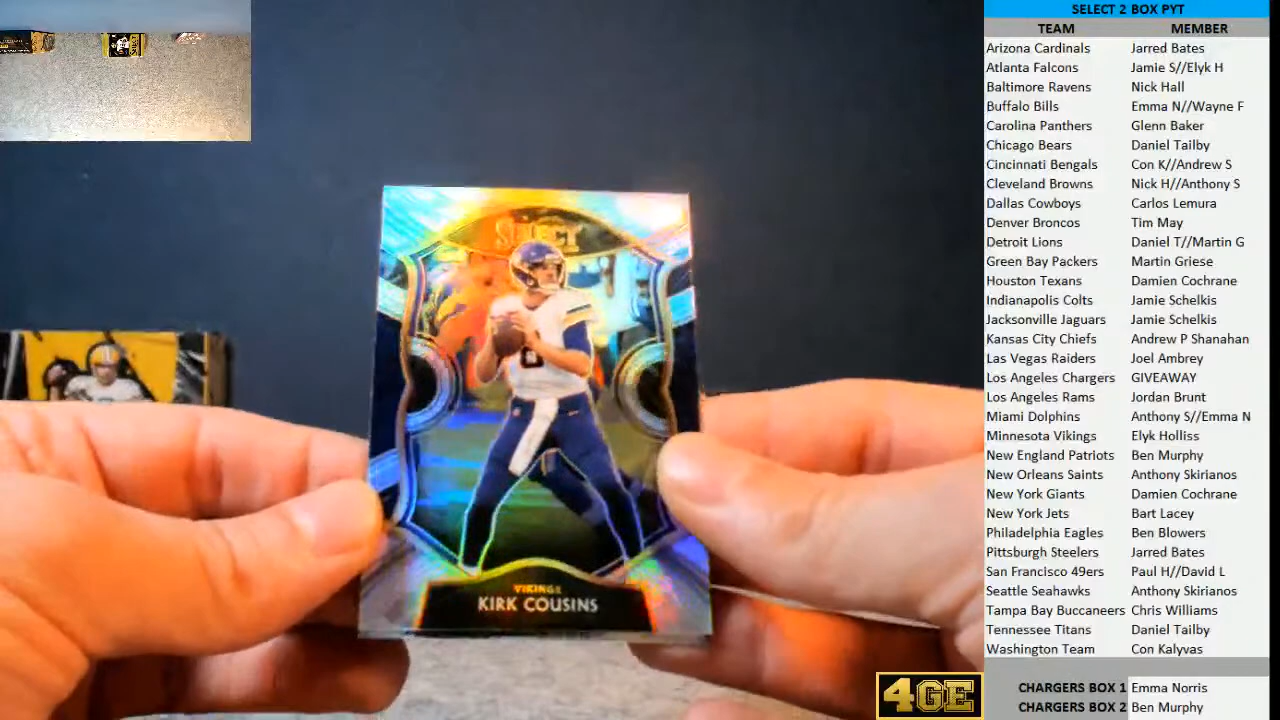 SELECT 2 BOX PYT
TEAM MEMBER
Arizona Cardinals Jarred Bates
Atlanta Falcons Jamie S//Elyk H
Baltimore Ravens Nick Hall
Buffalo Bills Emma N//Wayne F
Carolina Panthers Glenn Baker
Chicago Bears Daniel Tailby
Cincinnati Bengals Con K//Andrew S
Cleveland Browns Nick H//Anthony S
Dallas Cowboys Carlos Lemura
Denver Broncos Tim May
Detroit Lions Daniel T//Martin G
Green Bay Packers Martin Griese
Houston Texans Damien Cochrane
Indianapolis Colts Jamie Schelkis
Jacksonville Jaguars Jamie Schelkis
Kansas City Chiefs Andrew P Shanahan
Las Vegas Raiders Joel Ambrey
Los Angeles Chargers GIVEAWAY
Los Angeles Rams Jordan Brunt
Miami Dolphins Anthony S//Emma N
Minnesota Vikings Elyk Holliss
New England Patriots Ben Murphy
New Orleans Saints Anthony Skirianos
New York Giants Damien Cochrane
New York Jets Bart Lacey
Philadelphia Eagles Ben Blowers
Pittsburgh Steelers Jarred Bates
San Francisco 49ers Paul H//David L
Seattle Seahawks Anthony Skirianos
Tampa Bay Buccaneers Chris Williams
Tennessee Titans Daniel Tailby
Washington Team Con Kalyvas
CHARGERS BOX 1 Emma Norris
CHARGERS BOX 2 Ben Murphy
SELECT
8
VIKINGS
KIRK COUSINS
4GE